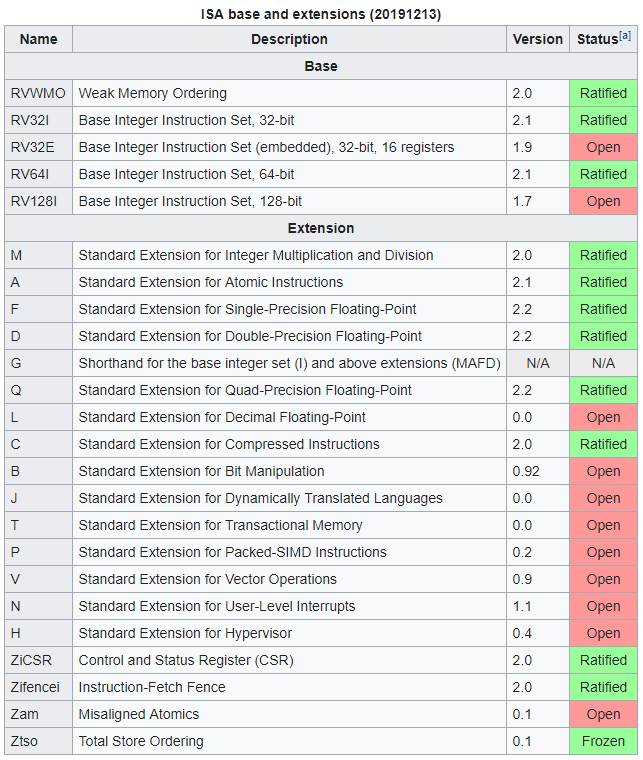 ISA base and extensions (20191213)
Name Description Version Status[a]
Base
RVWMO Weak Memory Ordering 2.0 Ratified
RV32I Base Integer Instruction Set, 32-bit 2.1 Ratified
RV32E Base Integer Instruction Set (embedded), 32-bit, 16 registers 1.9 Open
RV64I Base Integer Instruction Set, 64-bit 2.1 Ratified
RV128I Base Integer Instruction Set, 128-bit 1.7 Open
Extension
M Standard Extension for Integer Multiplication and Division 2.0 Ratified
A Standard Extension for Atomic Instructions 2.1 Ratified
F Standard Extension for Single-Precision Floating-Point 2.2 Ratified
D Standard Extension for Double-Precision Floating-Point 2.2 Ratified
G Shorthand for the base integer set (I) and above extensions (MAFD) N/A N/A
Q Standard Extension for Quad-Precision Floating-Point 2.2 Ratified
L Standard Extension for Decimal Floating-Point 0.0 Open
C Standard Extension for Compressed Instructions 2.0 Ratified
B Standard Extension for Bit Manipulation 0.92 Open
J Standard Extension for Dynamically Translated Languages 0.0 Open
T Standard Extension for Transactional Memory 0.0 Open
P Standard Extension for Packed-SIMD Instructions 0.2 Open
V Standard Extension for Vector Operations 0.9 Open
N Standard Extension for User-Level Interrupts 1.1 Open
H Standard Extension for Hypervisor 0.4 Open
ZiCSR Control and Status Register (CSR) 2.0 Ratified
Zifencei Instruction-Fetch Fence 2.0 Ratified
Zam Misaligned Atomics 0.1 Open
Ztso Total Store Ordering 0.1 Frozen